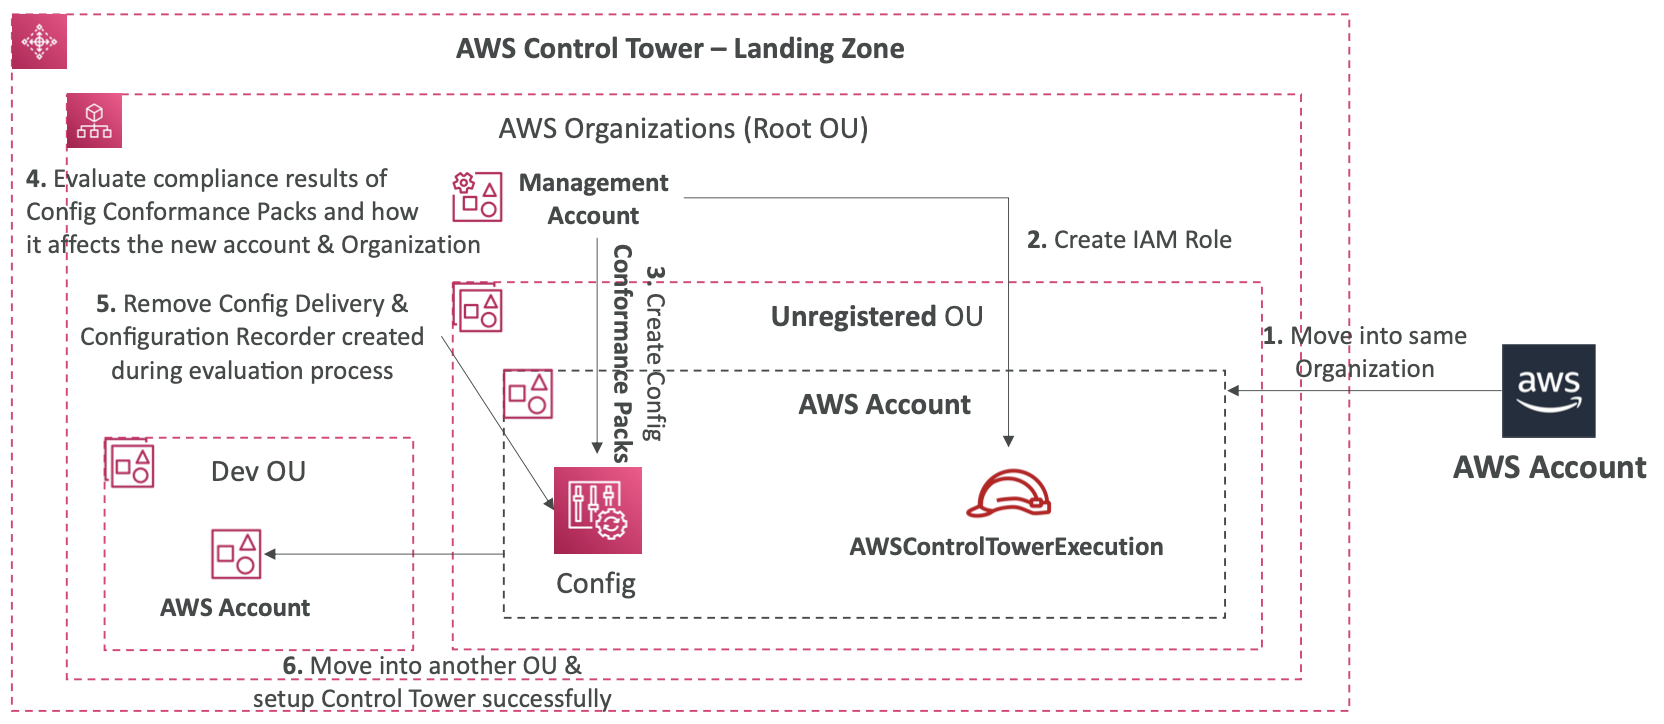 AWS Control Tower – Landing Zone
AWS Organizations (Root OU)
Management
Account
4. Evaluate compliance results of
Config Conformance Packs and how
it affects the new account & Organization
2. Create IAM Role
3. Create Config
Conformance Packs
5. Remove Config Delivery &
Configuration Recorder created
during evaluation process
Unregistered OU
1. Move into same
Organization
aws
AWS Account
AWS Account
Dev OU
AWS Account
Config
AWSControlTowerExecution
6. Move into another OU &
setup Control Tower successfully